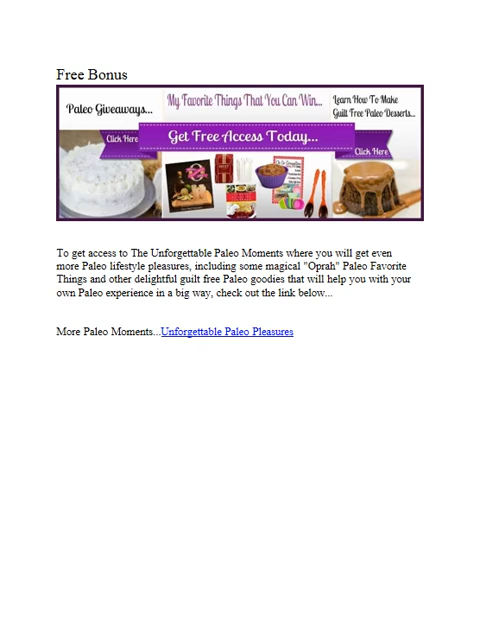 Free Bonus
Paleo Giveaways...
My Favorite Things That You Can Win...
Learn How To Make
Guilt Free Paleo Desserts...
Click Here
Get Free Access Today...
Click Here
To get access to The Unforgettable Paleo Moments where you will get even
more Paleo lifestyle pleasures, including some magical "Oprah" Paleo Favorite
Things and other delightful guilt free Paleo goodies that will help you with your
own Paleo experience in a big way, check out the link below...
More Paleo Moments...Unforgettable Paleo Pleasures